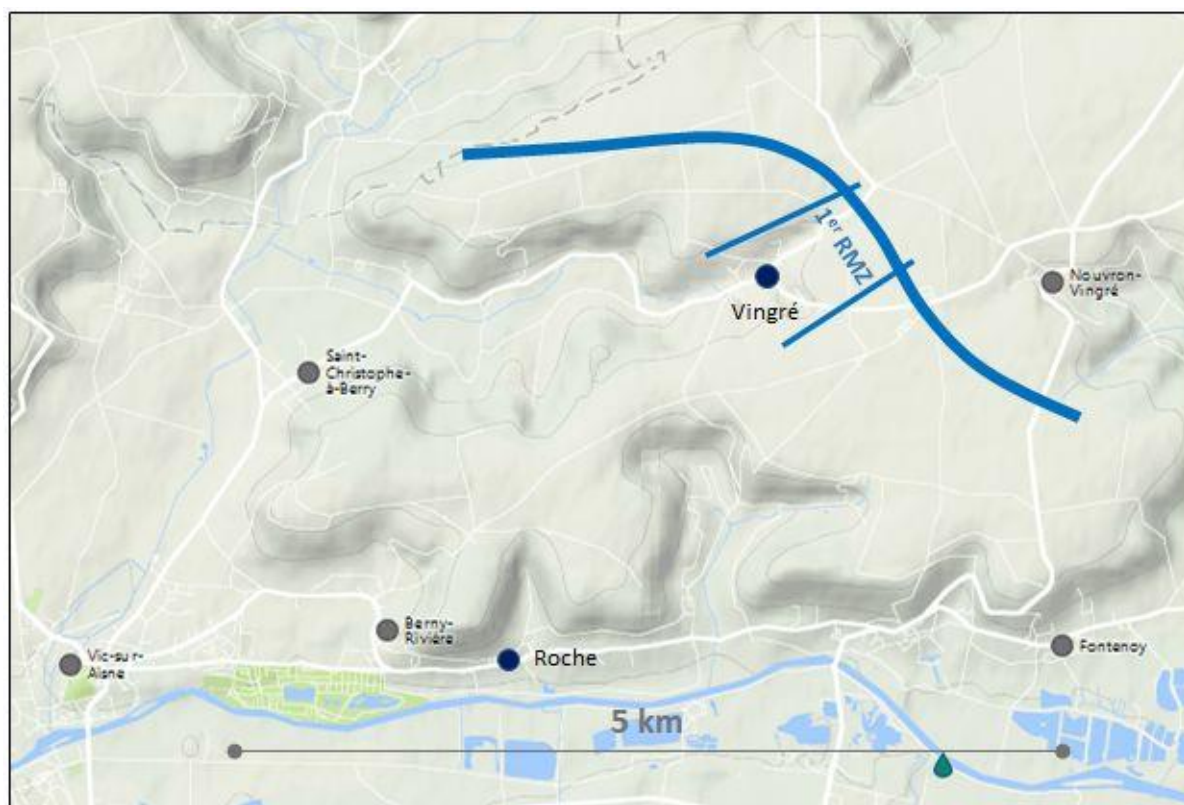 1er RMZ
Vingré
Nouvron-
Vingré
Saint-
Christophe-
à-Berry
Berny-
Rivière
Roche
Vic-sur-
Aisne
Fontenoy
5 km